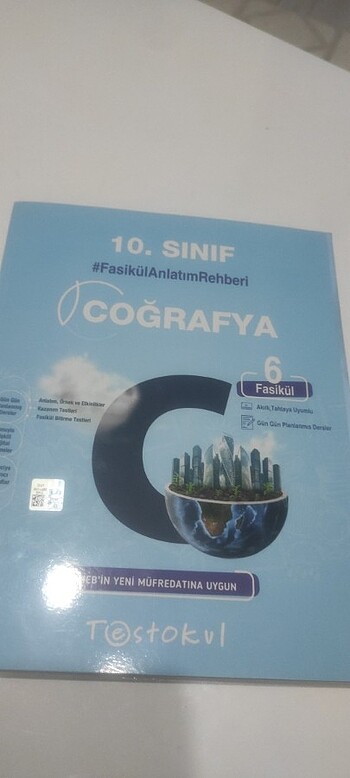 10. SINIF
#FasikülAnlatımRehberi
COĞRAFYA
6
Fasikül
Anlatım, Örnek ve Etkinlikler
Kazanım Testleri
Fasikül Bitirme Testleri
Akıllı Tahtaya Uyumlu
Gün Gün Planlanmış Dersler
EB'İN YENİ MÜFREDATINA UYGUN
Testokul